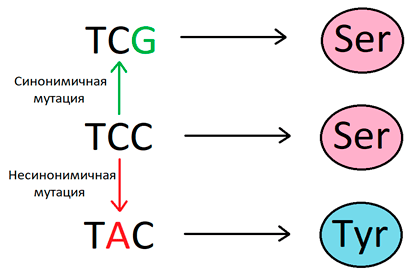 TCG
Ser
Синонимичная
мутация
TCC
Ser
Несинонимичная
мутация
TAC
Tyr